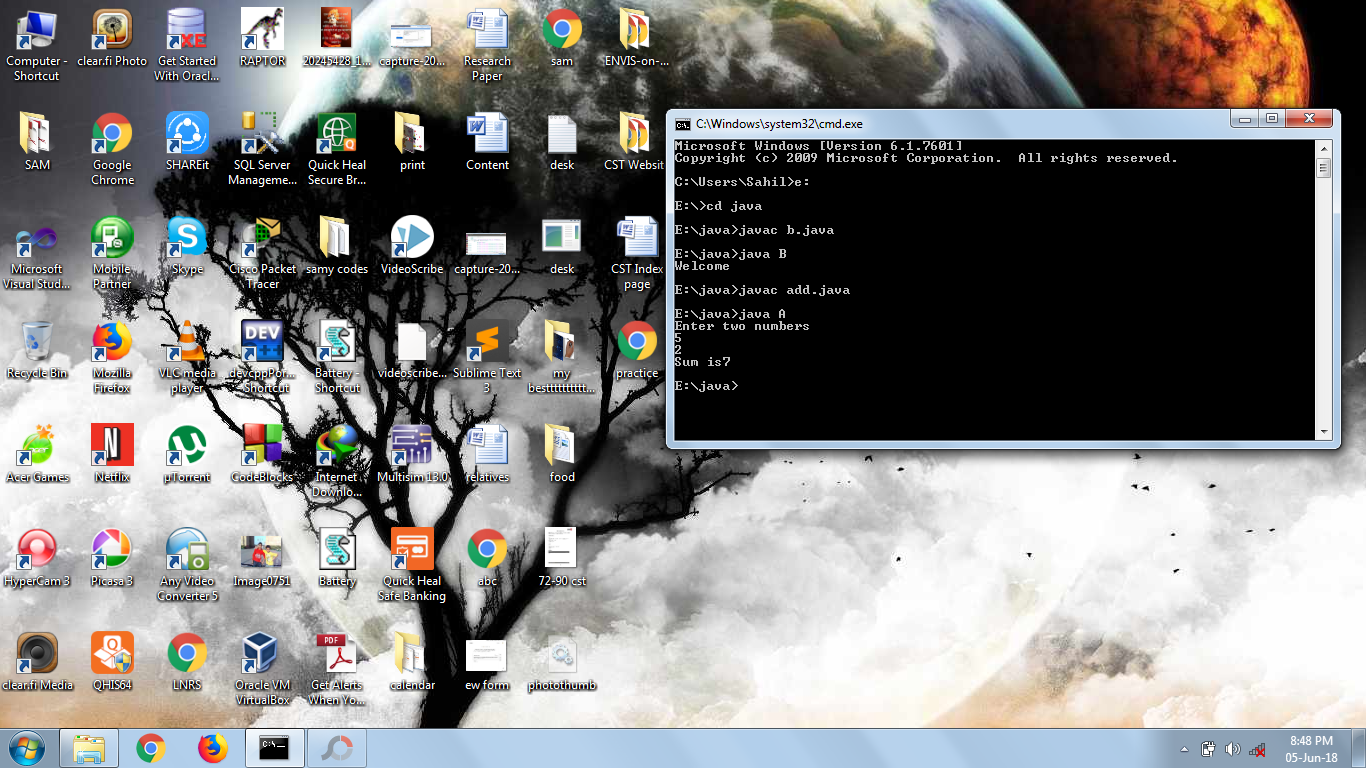 Computer -
Shortcut
clear.fi Photo
Get Started
With Oracl...
RAPTOR
20245428_1...
capture-20...
Research
Paper
sam
ENVIS-on-...
SAM
Google
Chrome
SHAREit
SQL Server
Manageme...
Quick Heal
Secure Br...
print
Content
desk
CST Websit
Microsoft
Visual Stud...
Mobile
Partner
Skype
Cisco Packet
Tracer
samy codes
VideoScribe
capture-20...
desk
CST Index
page
Recycle Bin
Mozilla
Firefox
VLC media
player
DEV
devcppPor...
- Shortcut
Battery -
Shortcut
videoscribe...
Sublime Text
3
my
bestttttttttt...
practice
Acer Games
Netflix
µTorrent
CodeBlocks
Internet
Downlo...
Multisim 13.0
relatives
food
HyperCam 3
Picasa 3
Any Video
Converter 5
Image0751
Battery
Quick Heal
Safe Banking
abc
72-90 cst
clear.fi Media
QHIS64
LNRS
Oracle VM
VirtualBox
PDF
Get Alerts
When Yo...
calendar
ew form
photothumb
C:\Windows\system32\cmd.exe
Microsoft Windows [Version 6.1.7601]
Copyright (c) 2009 Microsoft Corporation.  All rights reserved.
C:\Users\Sahil>e:
E:\>cd java
E:\java>javac b.java
E:\java>java B
Welcome
E:\java>javac add.java
E:\java>java A
Enter two numbers
5
2
Sum is7
E:\java>
8:48 PM
05-Jun-18